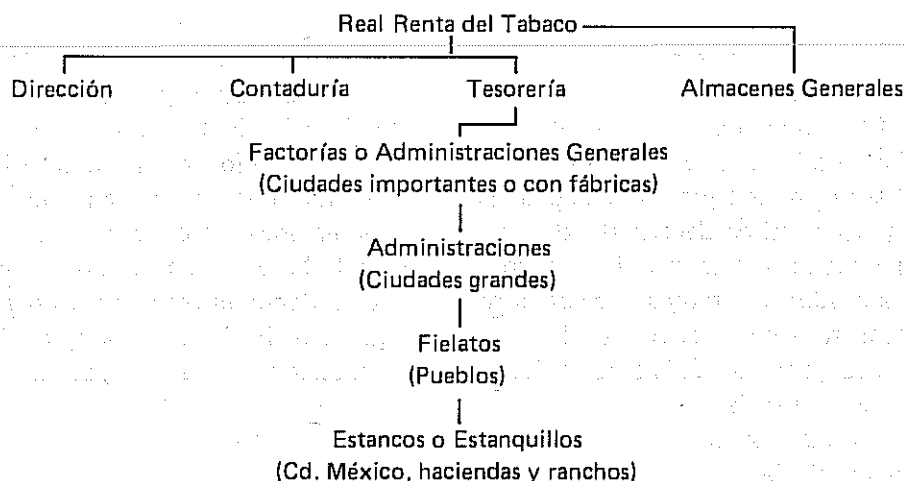 Real Renta del Tabaco
Dirección Contaduría Tesorería Almacenes Generales
Factorías o Administraciones Generales
(Ciudades importantes o con fábricas)
Administraciones
(Ciudades grandes)
Fielatos
(Pueblos)
Estancos o Estanquillos
(Cd. México, haciendas y ranchos)